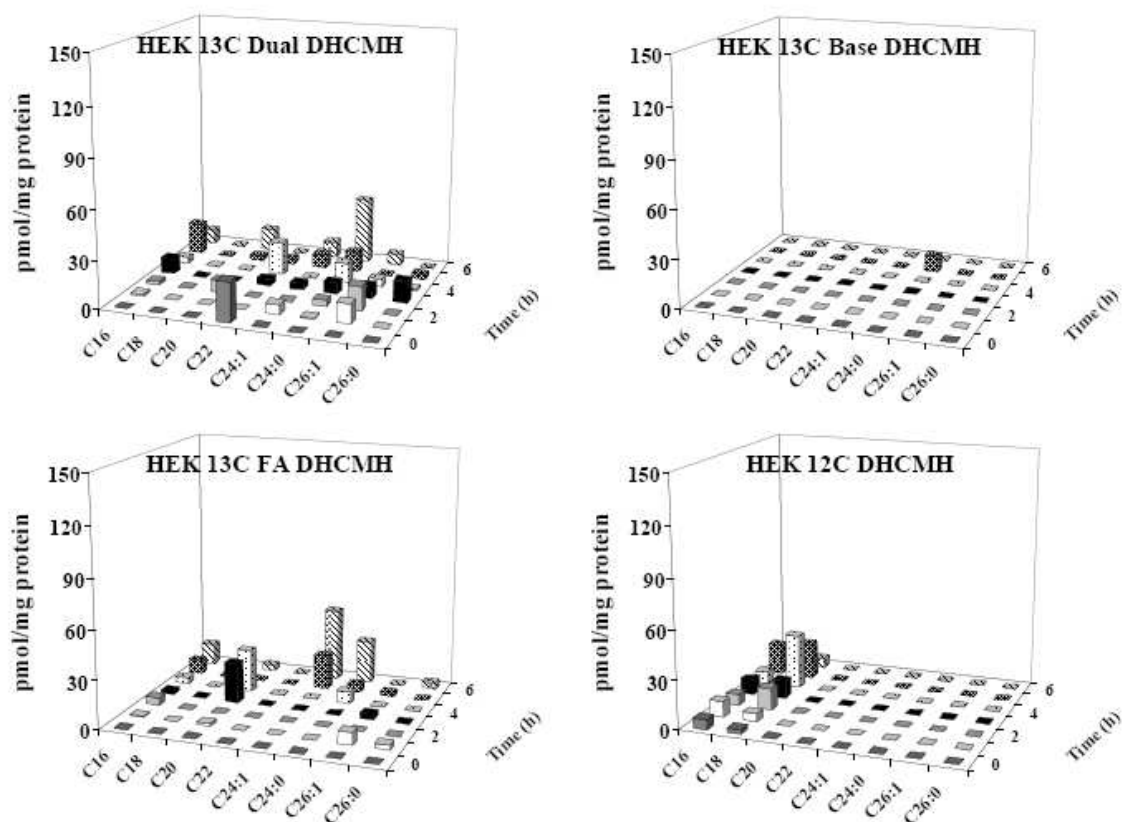 HEK 13C Dual DHCMH
pmol/mg protein
150
120
90
60
30
0
C16
C18
C20
C22
C24:1
C24:0
C26:1
C26:0
0
2
4
6
Time (h)
HEK 13C Base DHCMH
pmol/mg protein
150
120
90
60
30
0
C16
C18
C20
C22
C24:1
C24:0
C26:1
C26:0
0
2
4
6
Time (h)
HEK 13C FA DHCMH
pmol/mg protein
150
120
90
60
30
0
C16
C18
C20
C22
C24:1
C24:0
C26:1
C26:0
0
2
4
6
Time (h)
HEK 12C DHCMH
pmol/mg protein
150
120
90
60
30
0
C16
C18
C20
C22
C24:1
C24:0
C26:1
C26:0
0
2
4
6
Time (h)